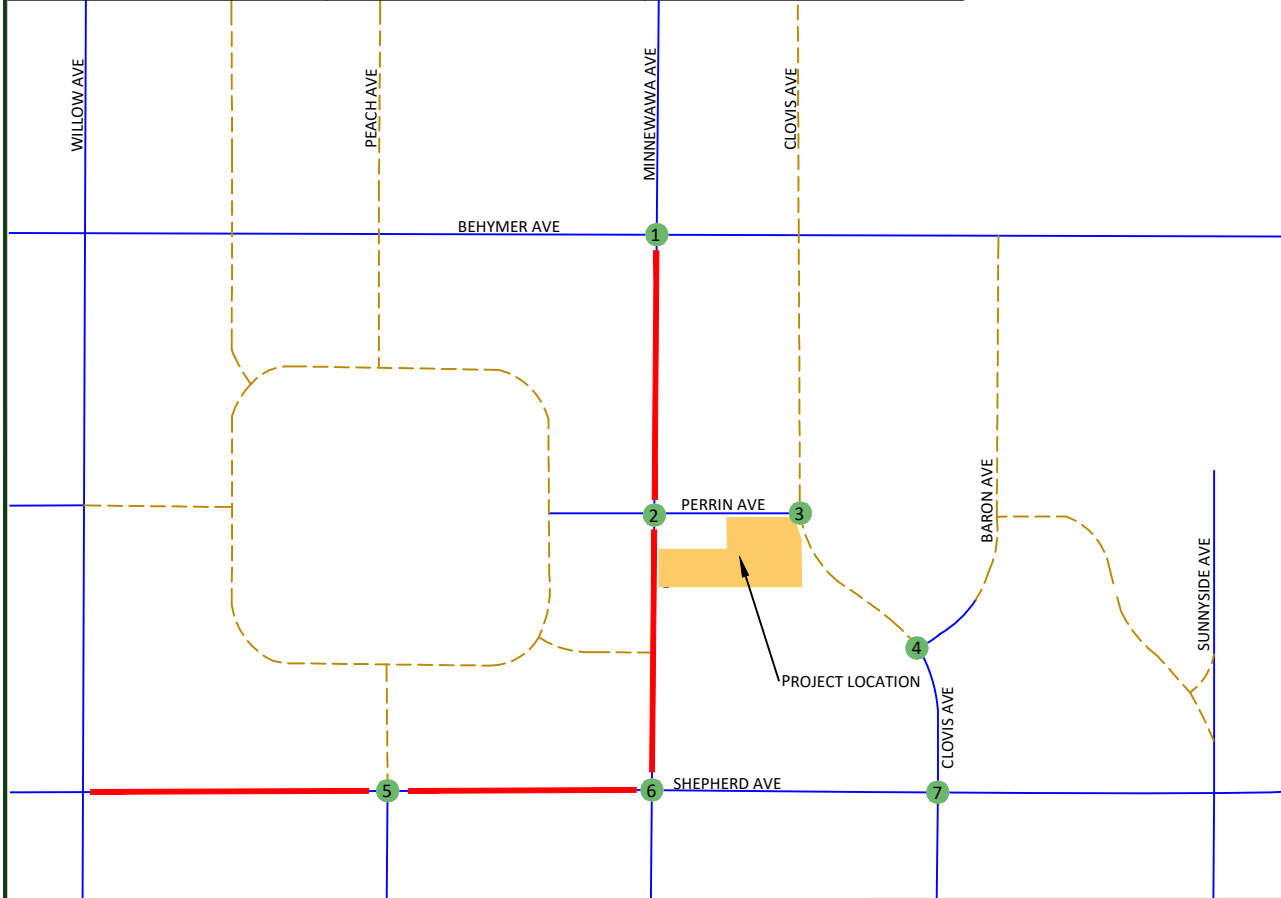 WILLOW AVE
PEACH AVE
MINNEWAWA AVE
CLOVIS AVE
BEHYMER AVE
1
PERRIN AVE
2
3
BARON AVE
SUNNYSIDE AVE
4
PROJECT LOCATION
CLOVIS AVE
SHEPHERD AVE
5
6
7